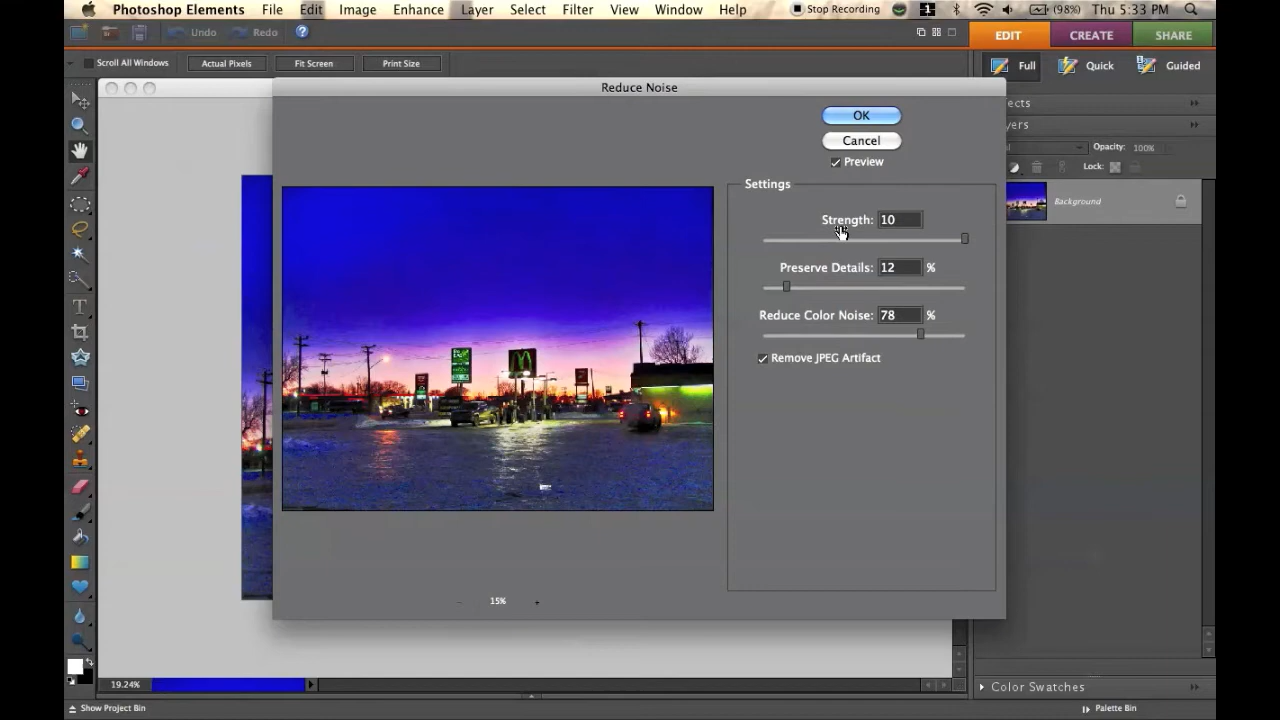 Photoshop Elements File Edit Image Enhance Layer Select Filter View Window Help Stop Recording 1 (98%) Thu 5:33 PM
Undo Redo ? EDIT CREATE SHARE
Scroll All Windows Actual Pixels Fit Screen Print Size Full Quick Guided
Reduce Noise
OK
Cancel
Preview
Settings
Strength: 10
Preserve Details: 12 %
Reduce Color Noise: 78 %
Remove JPEG Artifact
15%
ects
yers
Opacity: 100%
Lock:
Background
19.24%
Color Swatches
Show Project Bin
Palette Bin